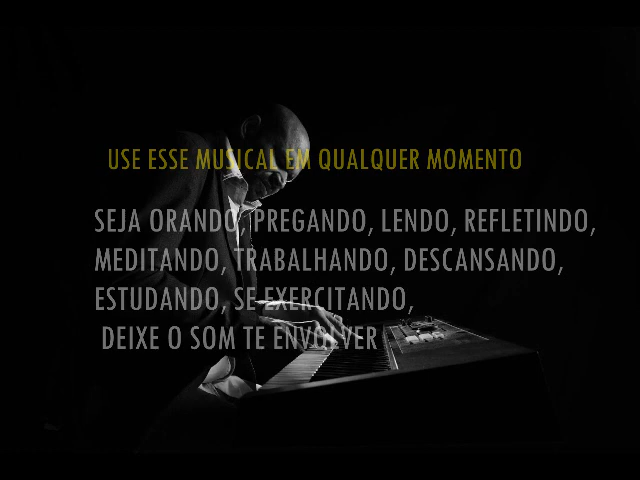 USE ESSE MUSICAL EM QUALQUER MOMENTO
SEJA ORANDO, PREGANDO, LENDO, REFLETINDO,
MEDITANDO, TRABALHANDO, DESCANSANDO,
ESTUDANDO, SE EXERCITANDO,
DEIXE O SOM TE ENVOLVER